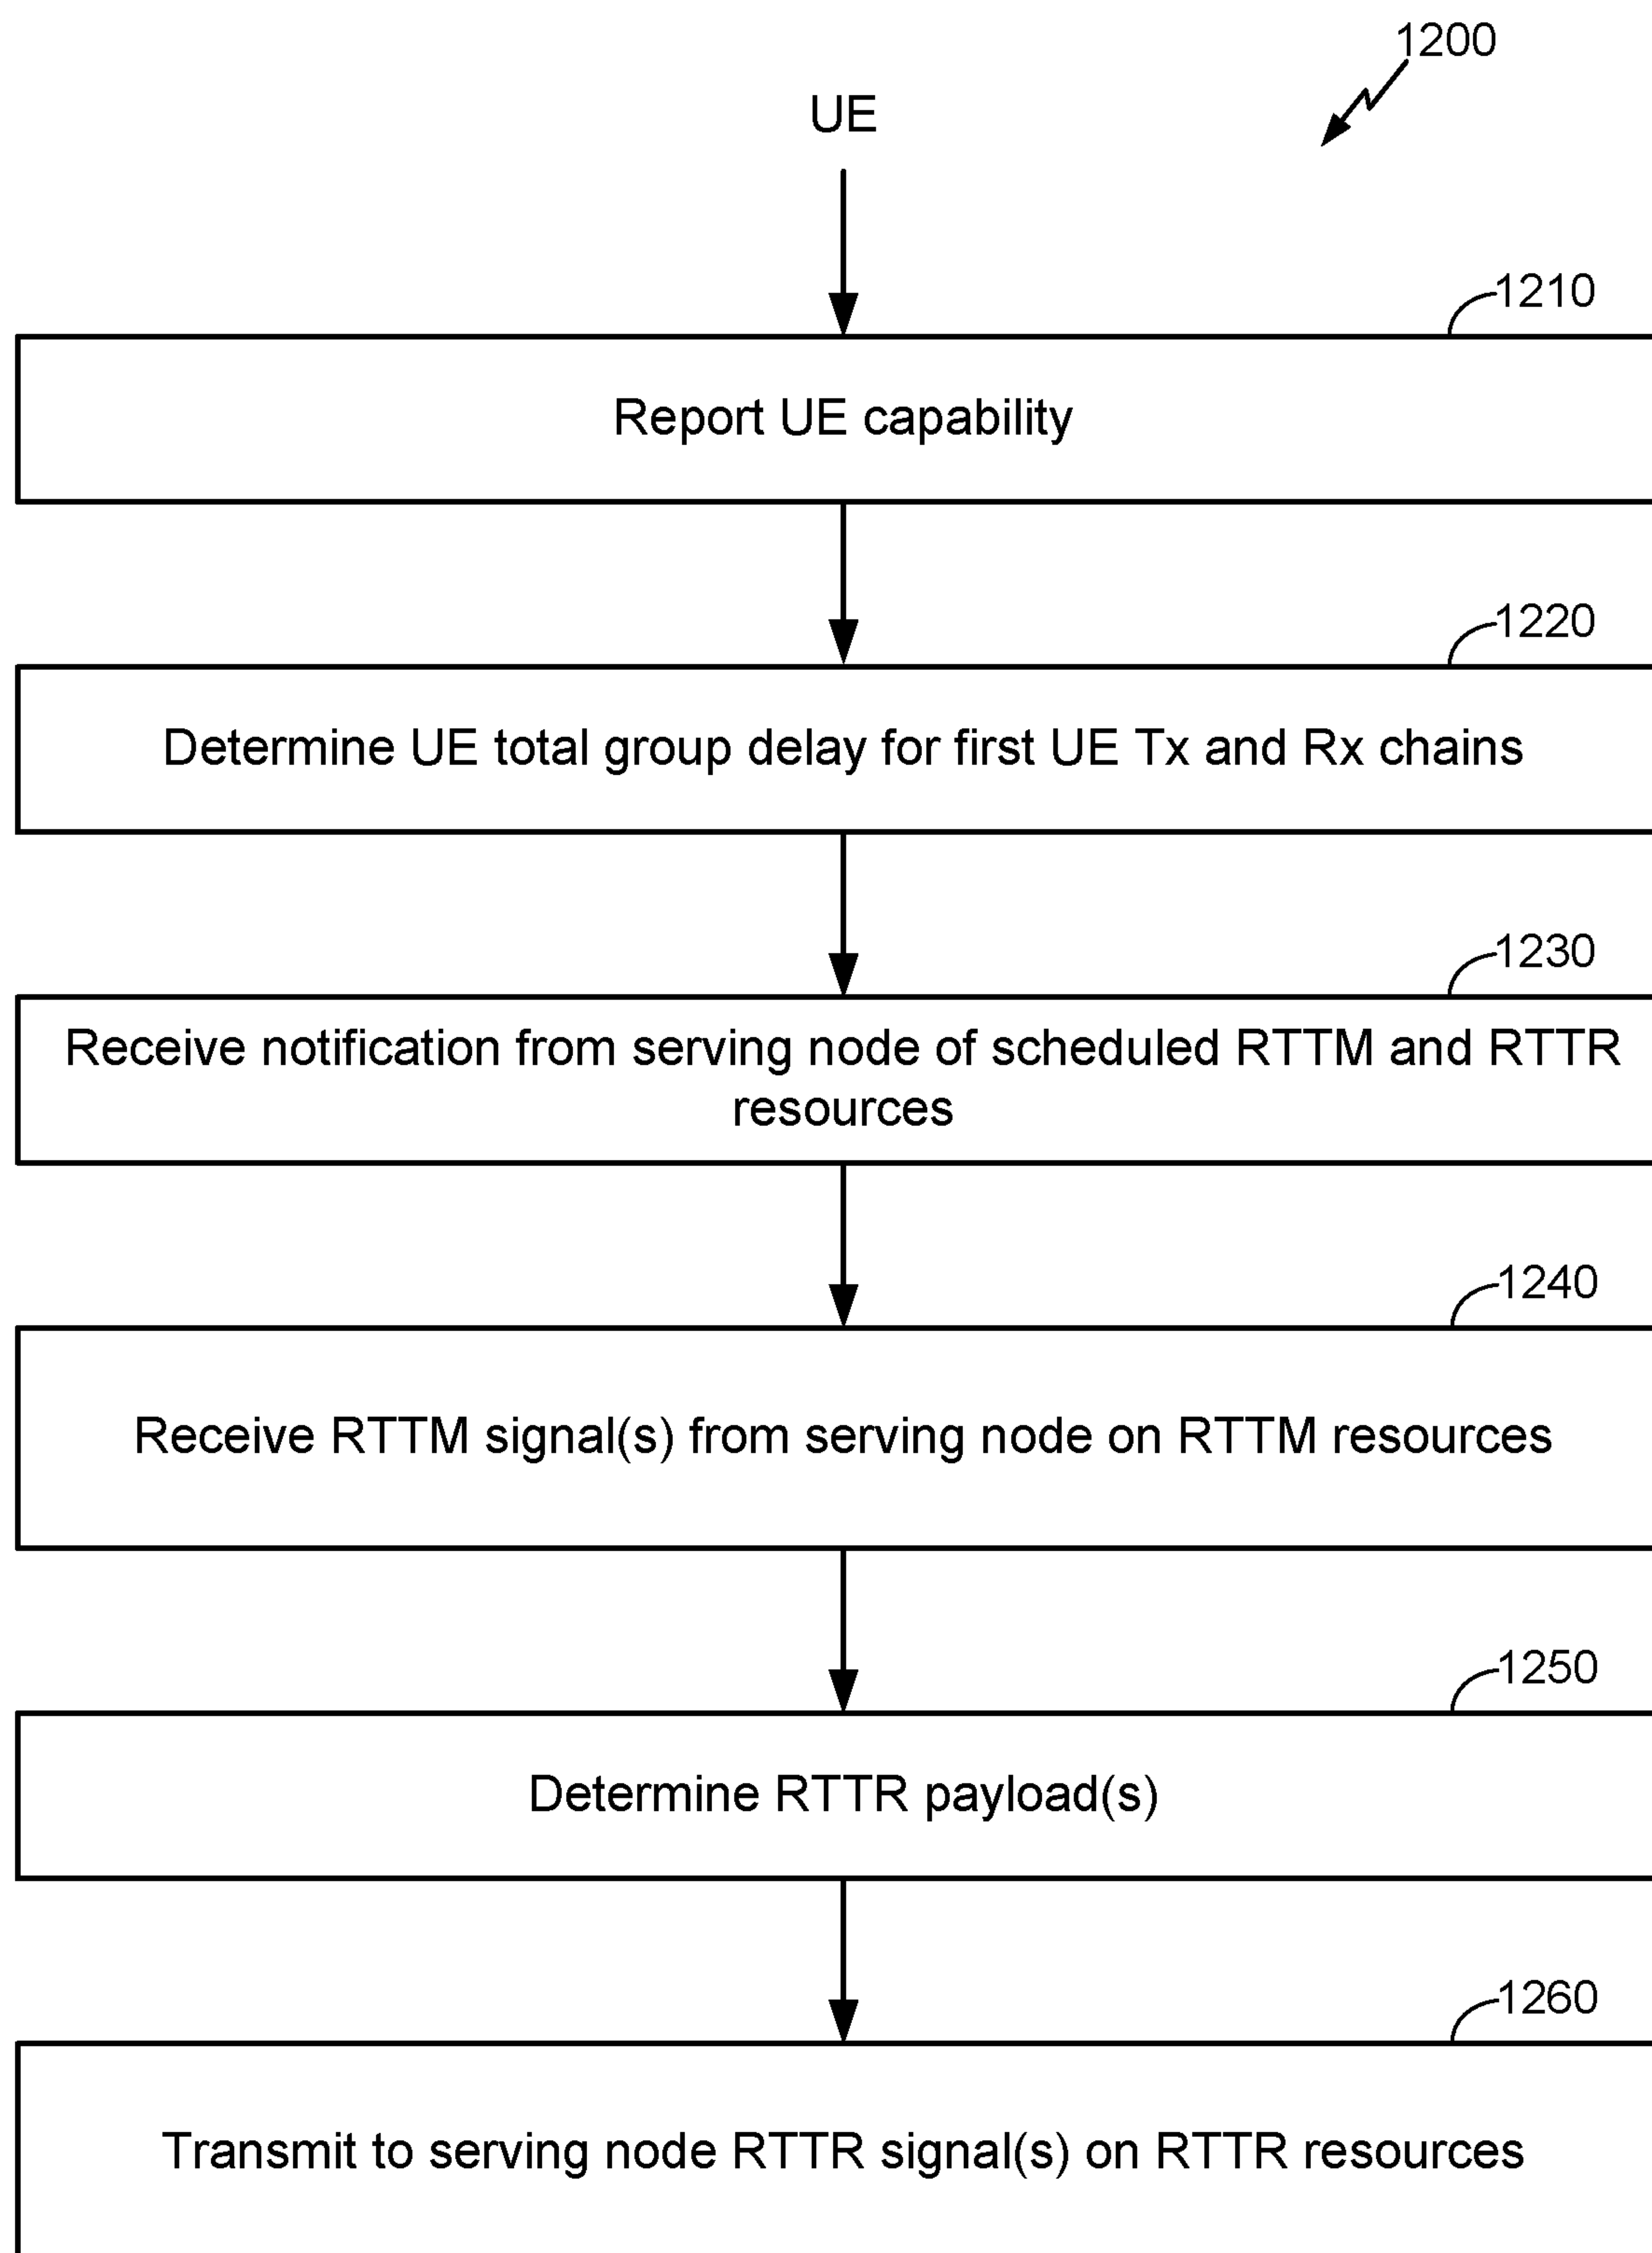 1200
UE
1210
Report UE capability
1220
Determine UE total group delay for first UE Tx and Rx chains
1230
Receive notification from serving node of scheduled RTTM and RTTR
resources
1240
Receive RTTM signal(s) from serving node on RTTM resources
1250
Determine RTTR payload(s)
1260
Transmit to serving node RTTR signal(s) on RTTR resources